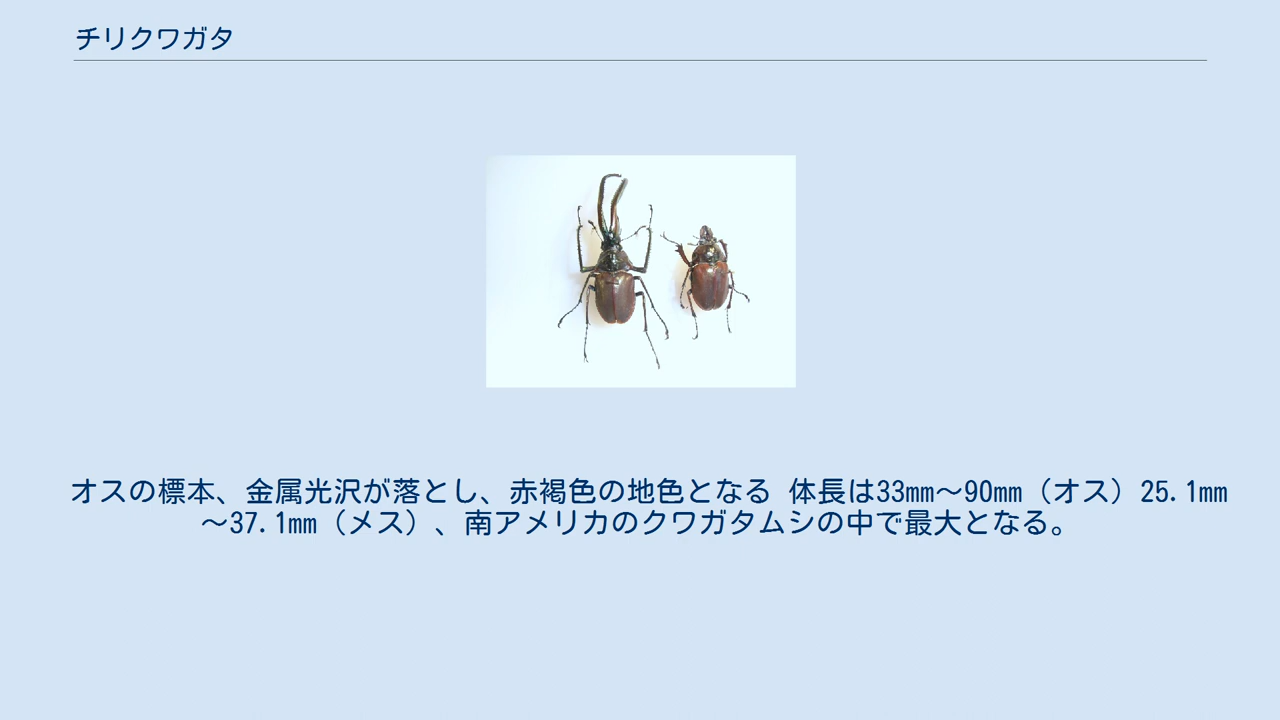 チリクワガタ
オスの標本、金属光沢が落とし、赤褐色の地色となる 体長は33mm〜90mm（オス）25.1mm
〜37.1mm（メス）、南アメリカのクワガタムシの中で最大となる。